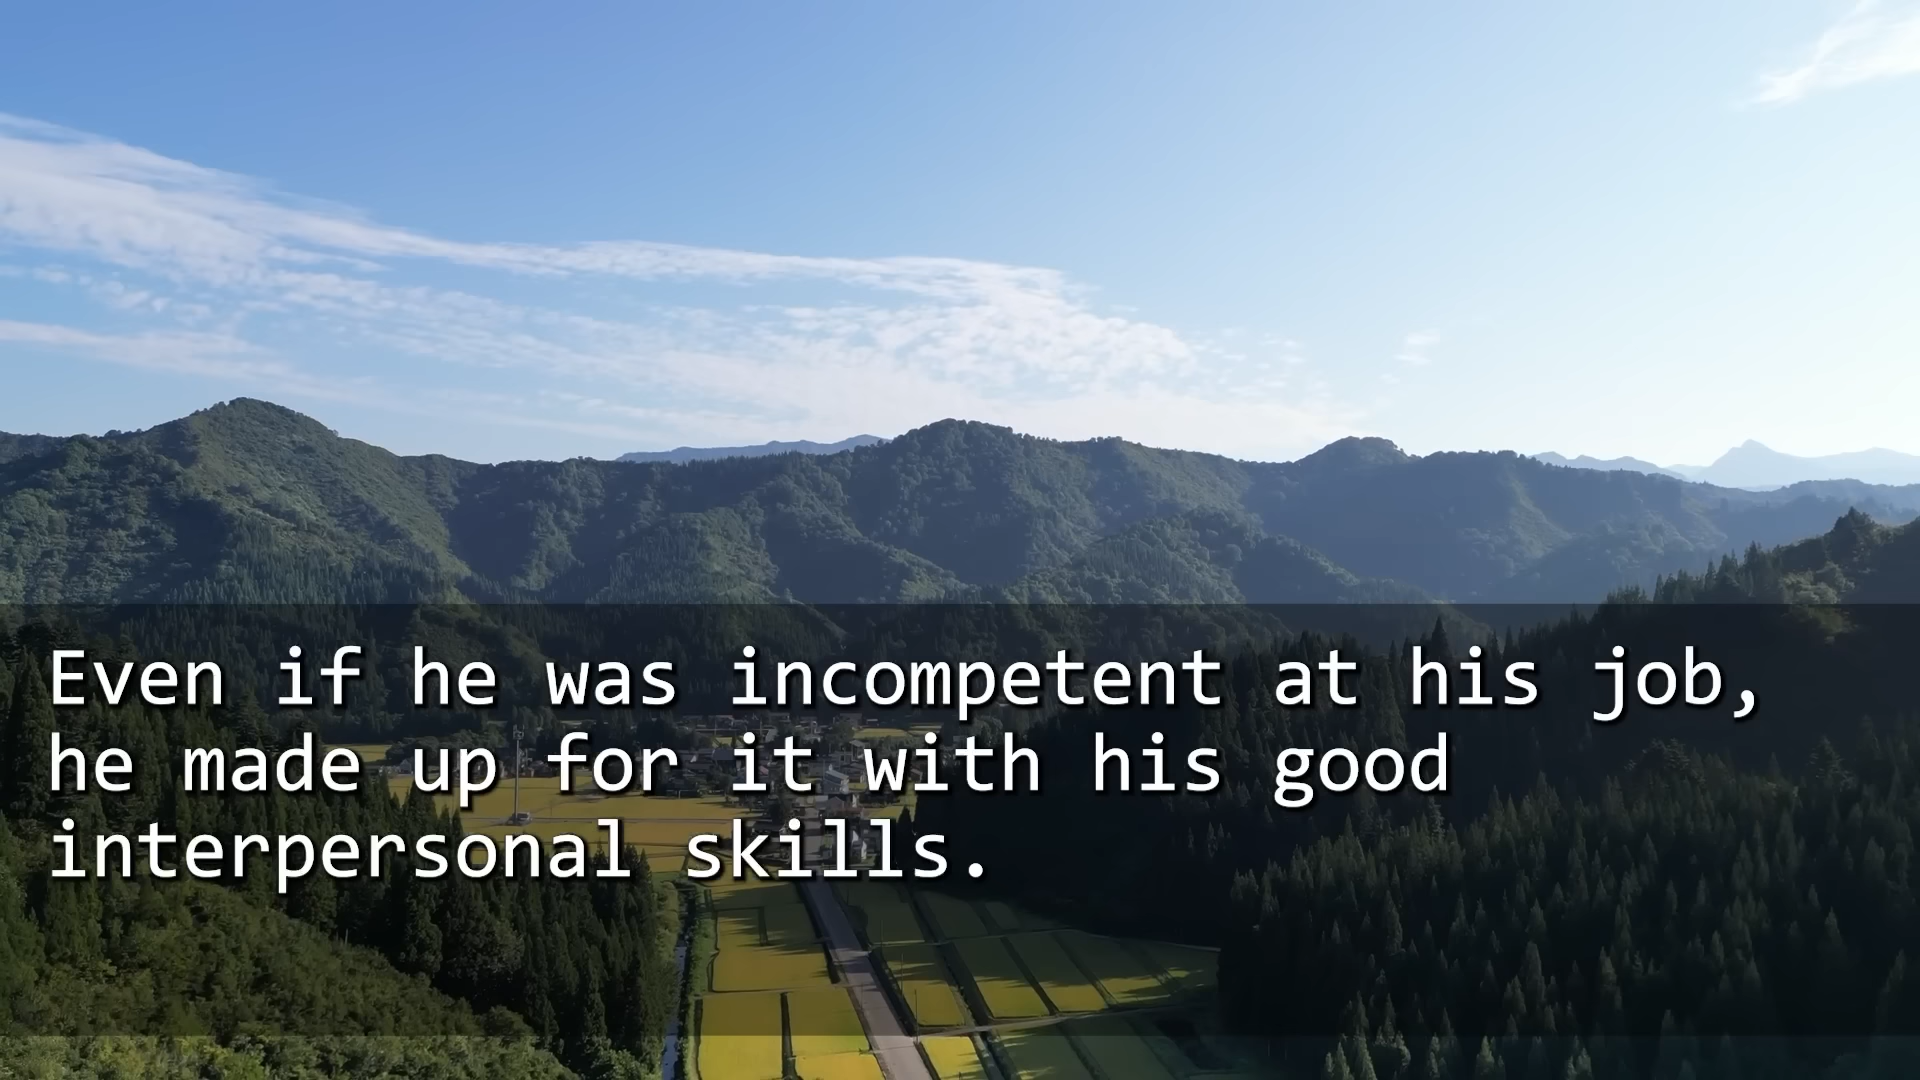 Even if he was incompetent at his job,
he made up for it with his good
interpersonal skills.